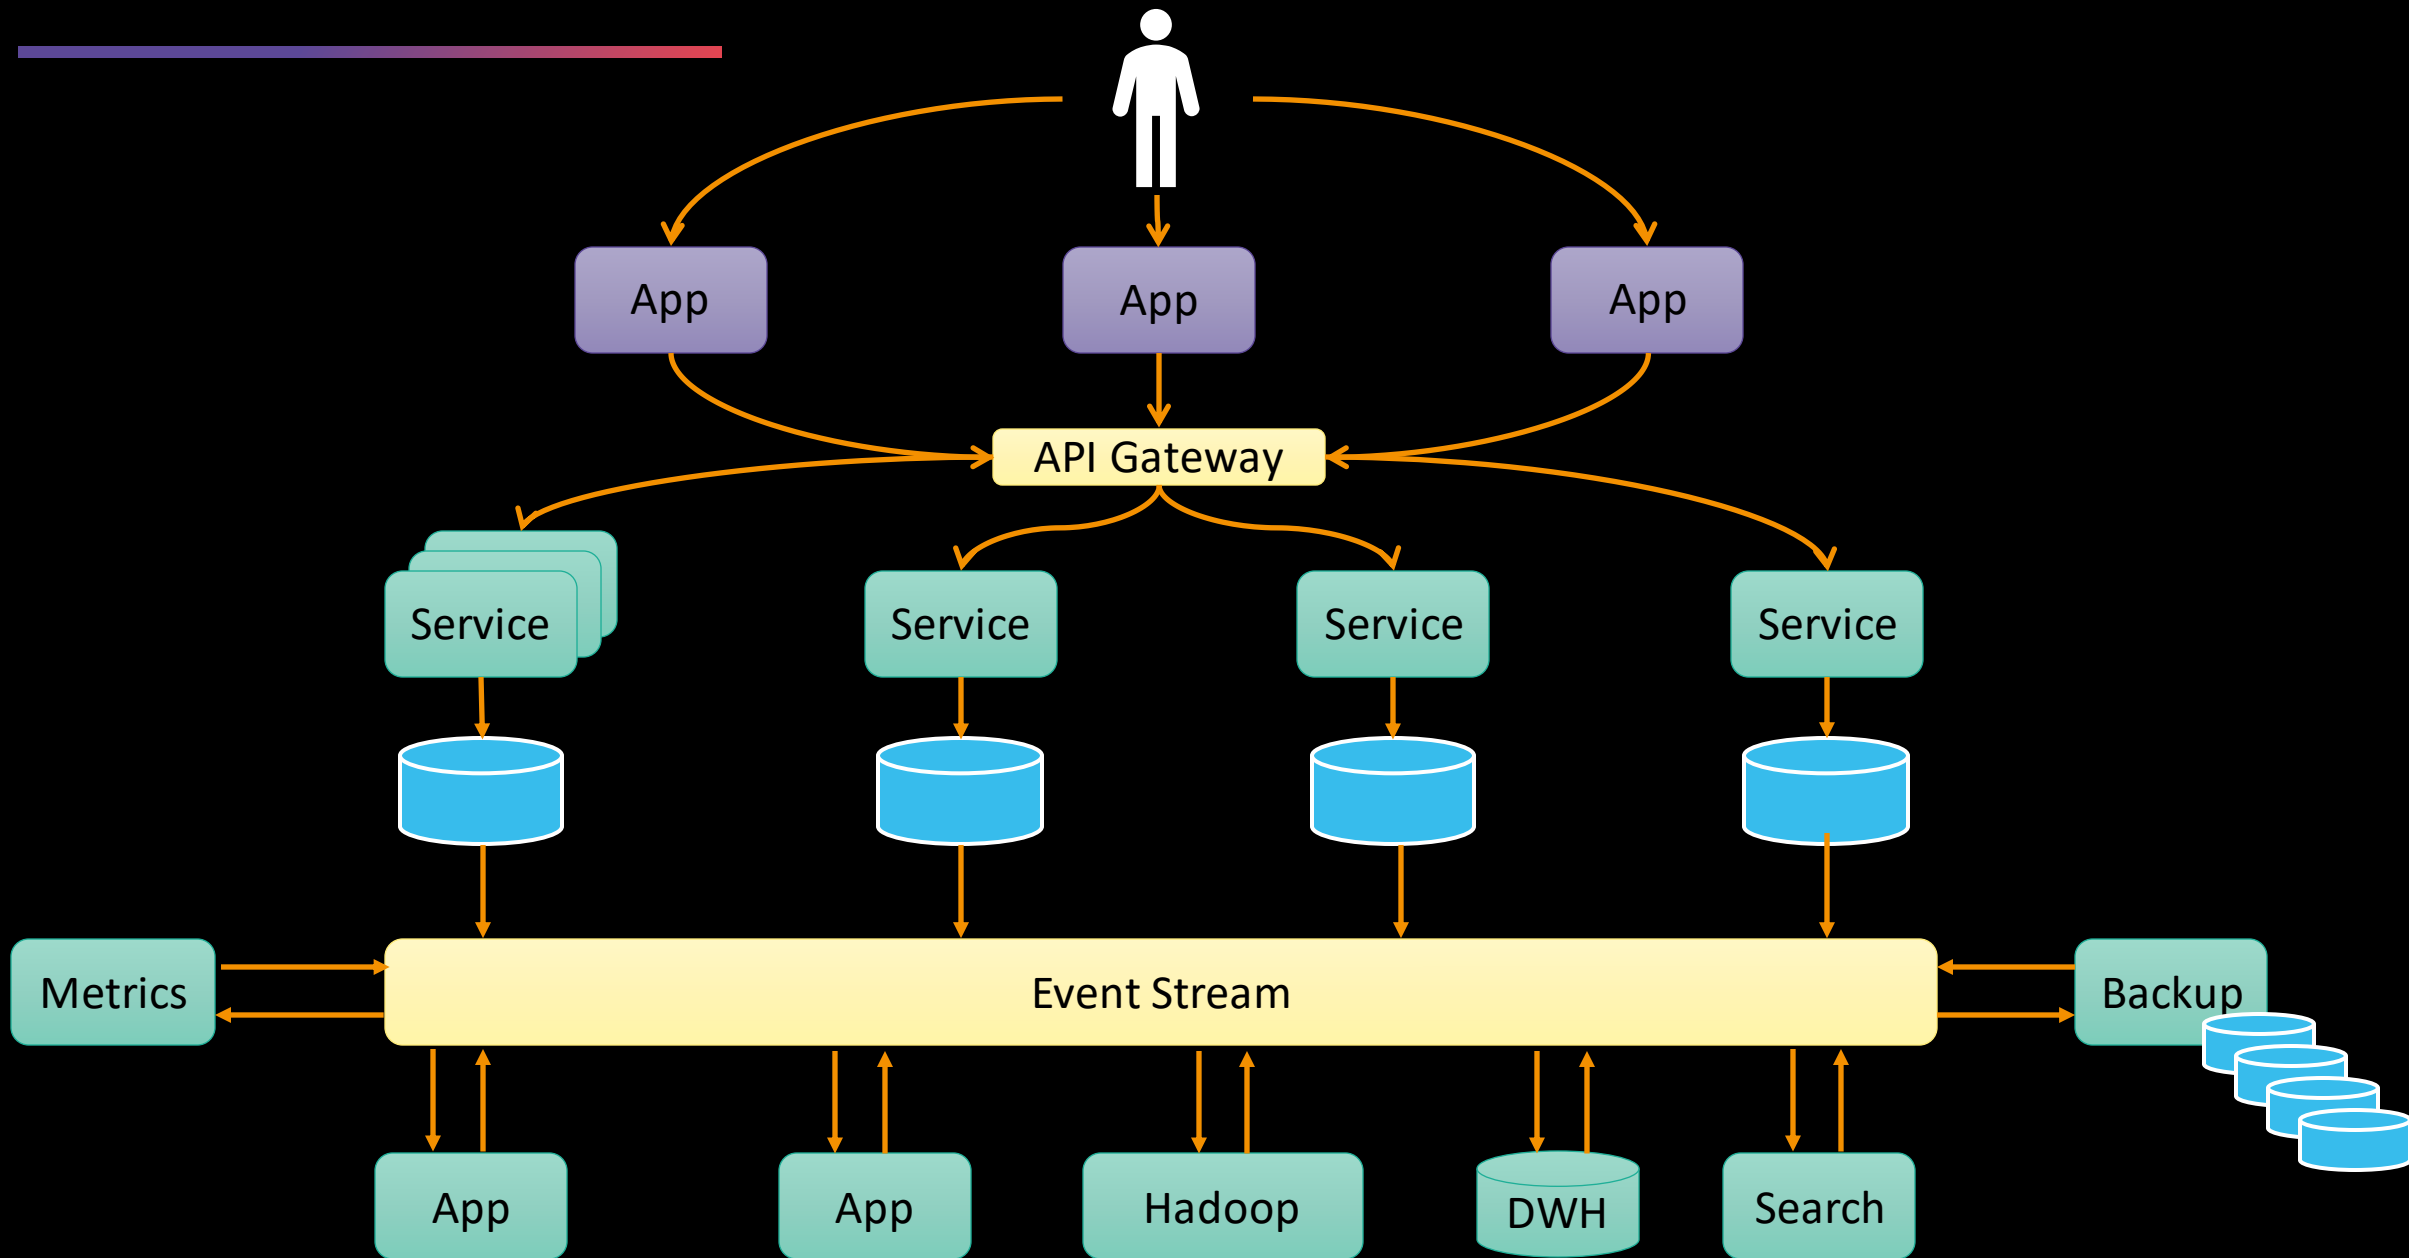 App
App
App
API Gateway
Service
Service
Service
Service
Metrics
Event Stream
Backup
App
App
Hadoop
DWH
Search